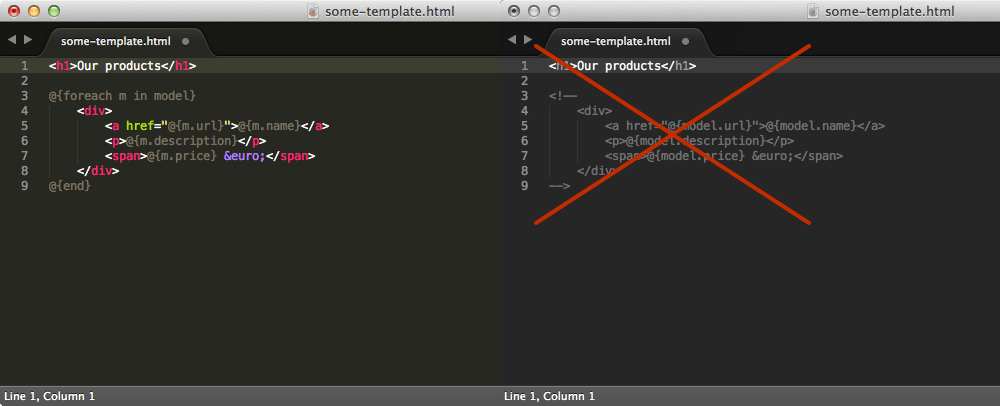 some-template.html
some-template.html
1 <h1>Our products</h1>
2
3 @{foreach m in model}
4 <div>
5 <a href="@{m.url}">@{m.name}</a>
6 <p>@{m.description}</p>
7 <span>@{m.price} &euro;</span>
8 </div>
9 @{end}
Line 1, Column 1
some-template.html
some-template.html
1 <h1>Our products</h1>
2
3 <!--
4 <div>
5 <a href="@{model.url}">@{model.name}</a>
6 <p>@{model.description}</p>
7 <span>@{model.price} &euro;</span>
8 </div>
9 -->
Line 1, Column 1